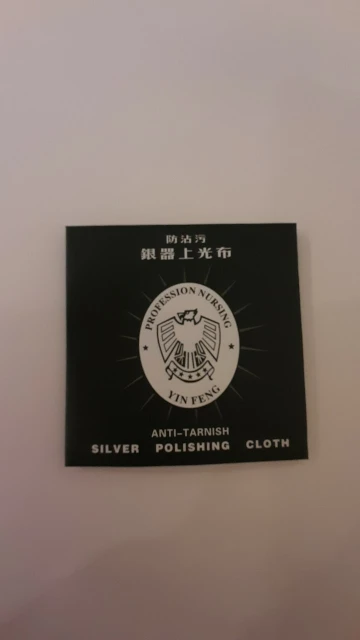 防沾污
銀器上光布
PROFESSION NURSING
YIN FENG
ANTI-TARNISH
SILVER POLISHING CLOTH